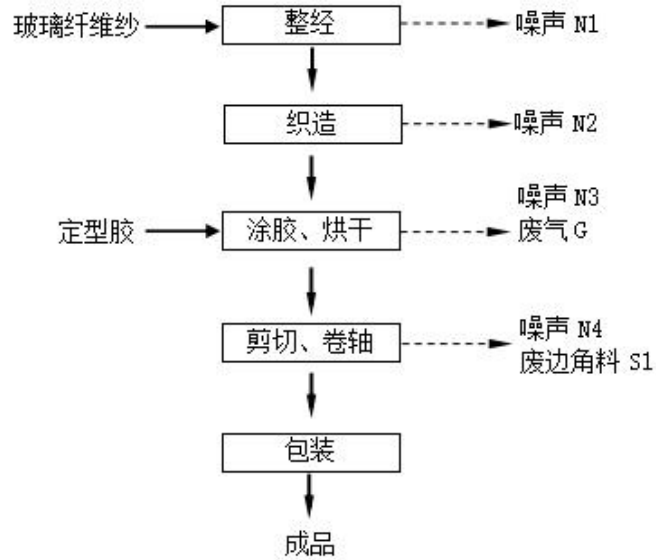 玻璃纤维纱
整经
噪声 N1
织造
噪声 N2
定型胶
涂胶、烘干
噪声 N3
废气 G
剪切、卷轴
噪声 N4
废边角料 S1
包装
成品